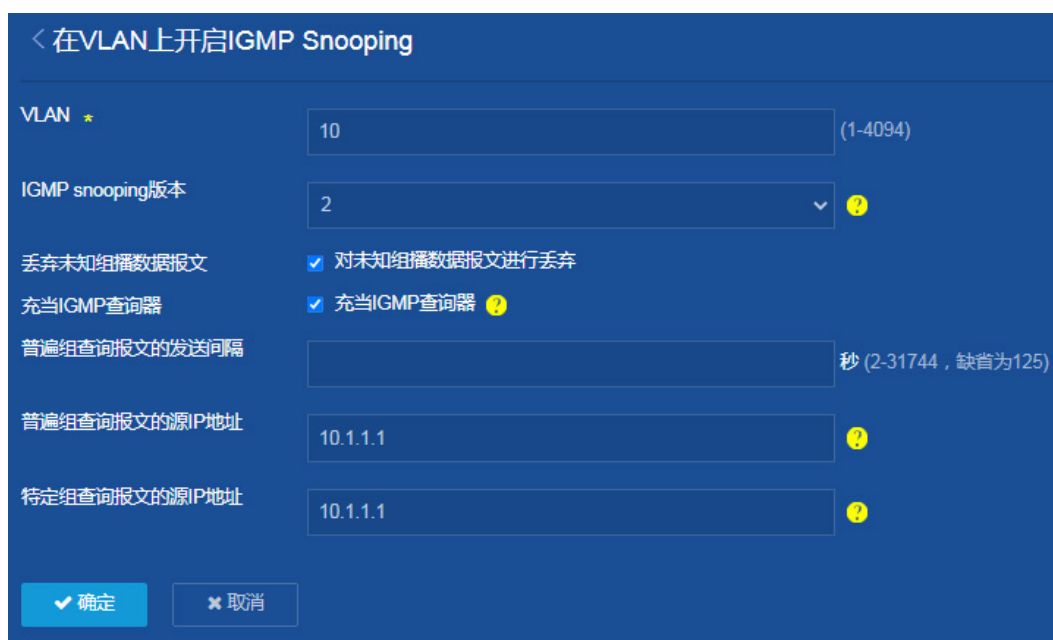 在VLAN上开启IGMP Snooping
VLAN *
10
(1-4094)
IGMP snooping版本
2
?
丢弃未知组播数据报文
对未知组播数据报文进行丢弃
充当IGMP查询器
充当IGMP查询器 ?
普遍组查询报文的发送间隔
秒 (2-31744，缺省为125)
普遍组查询报文的源IP地址
10.1.1.1
?
特定组查询报文的源IP地址
10.1.1.1
?
确定
取消